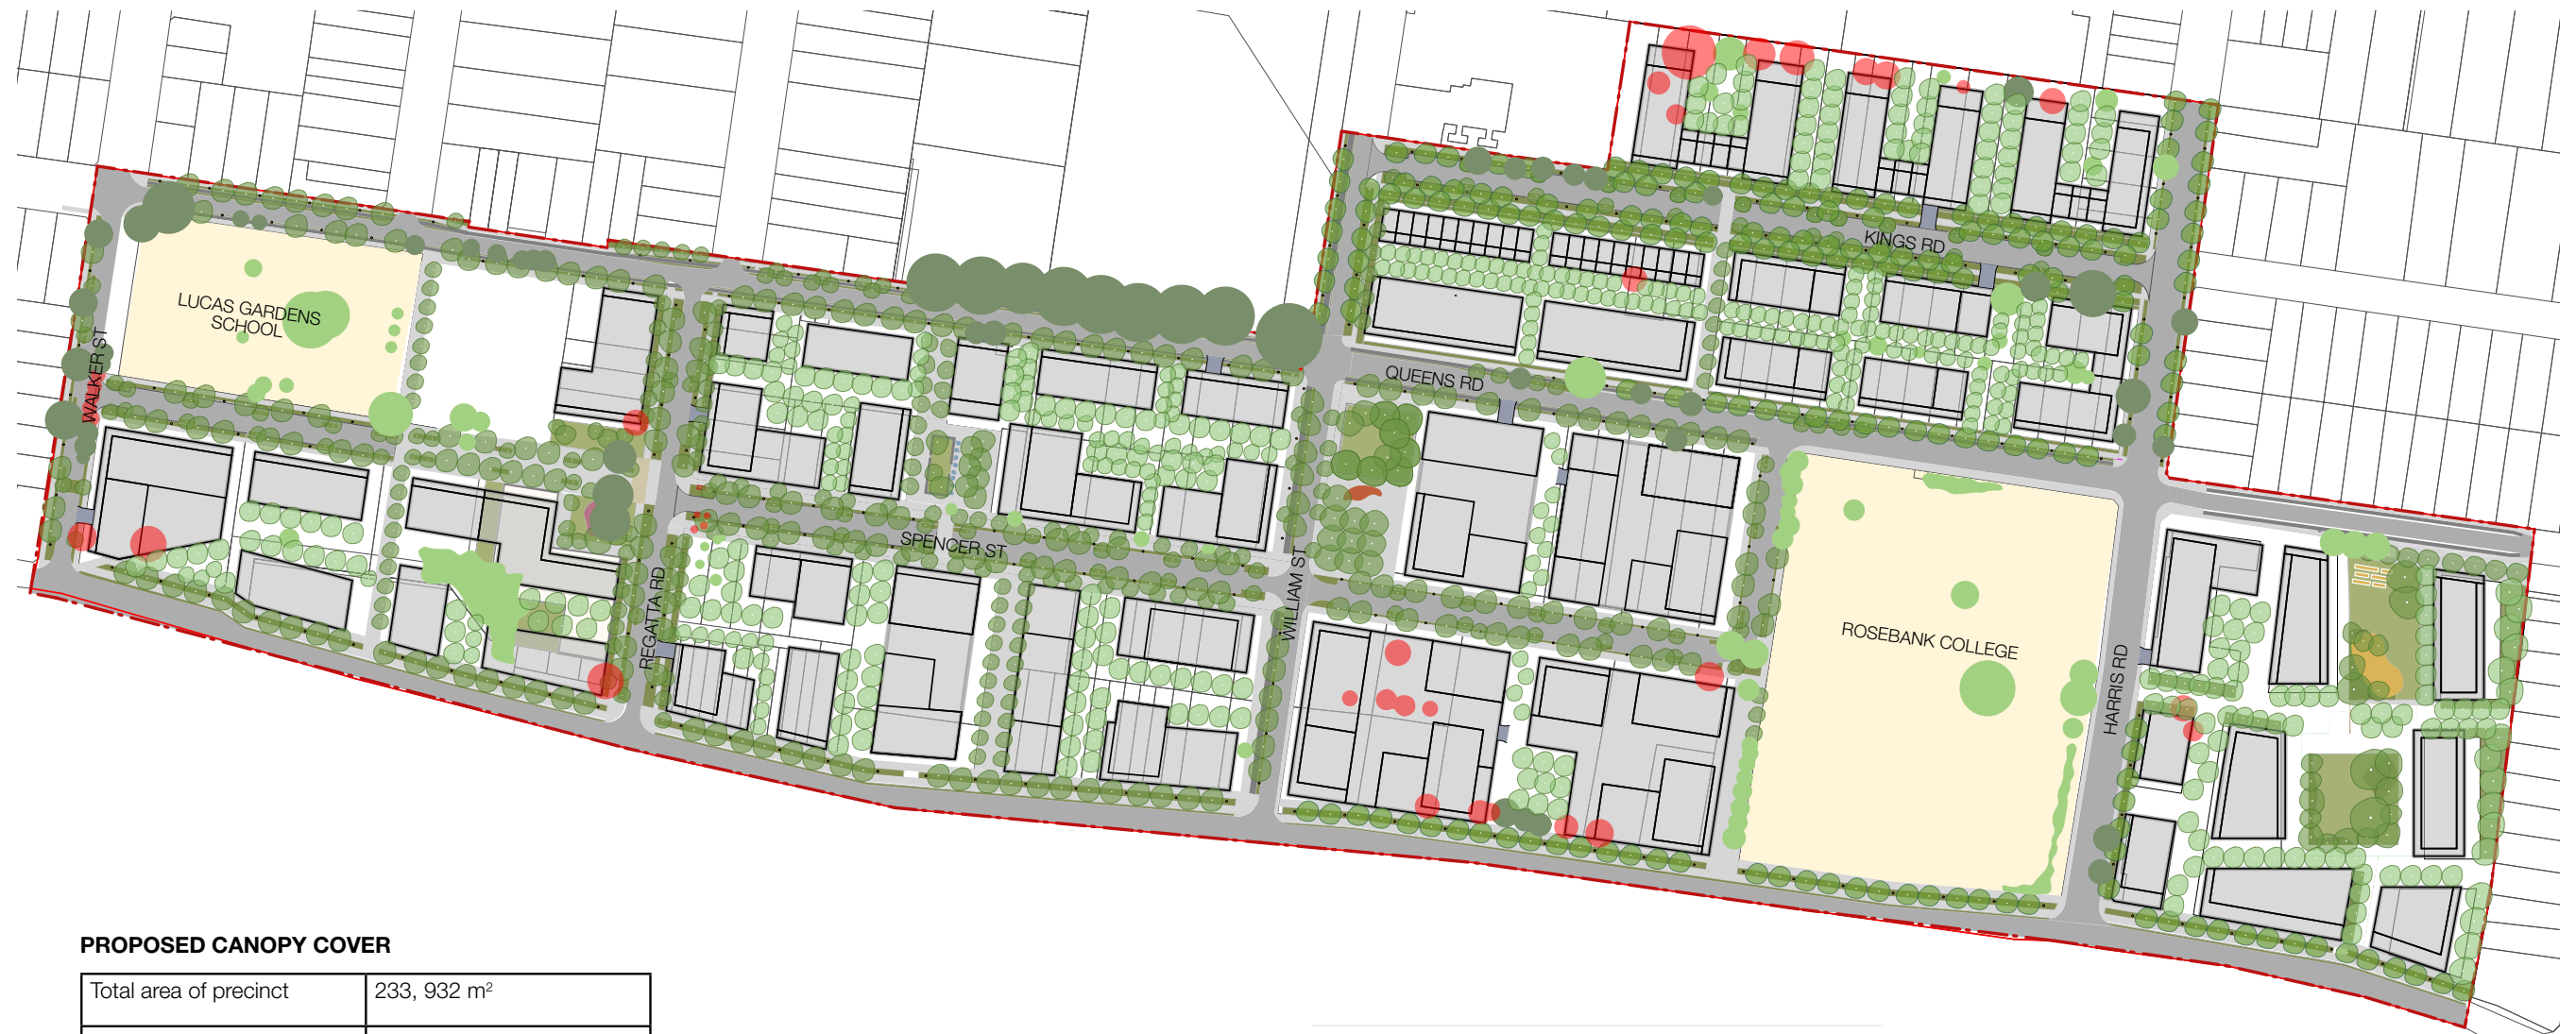 KINGS RD
LUCAS GARDENS
SCHOOL
WALKER ST
QUEENS RD
SPENCER ST
REGATTA RD
WILLIAM ST
ROSEBANK COLLEGE
HARRIS RD
PROPOSED CANOPY COVER
Total area of precinct 233, 932 m²